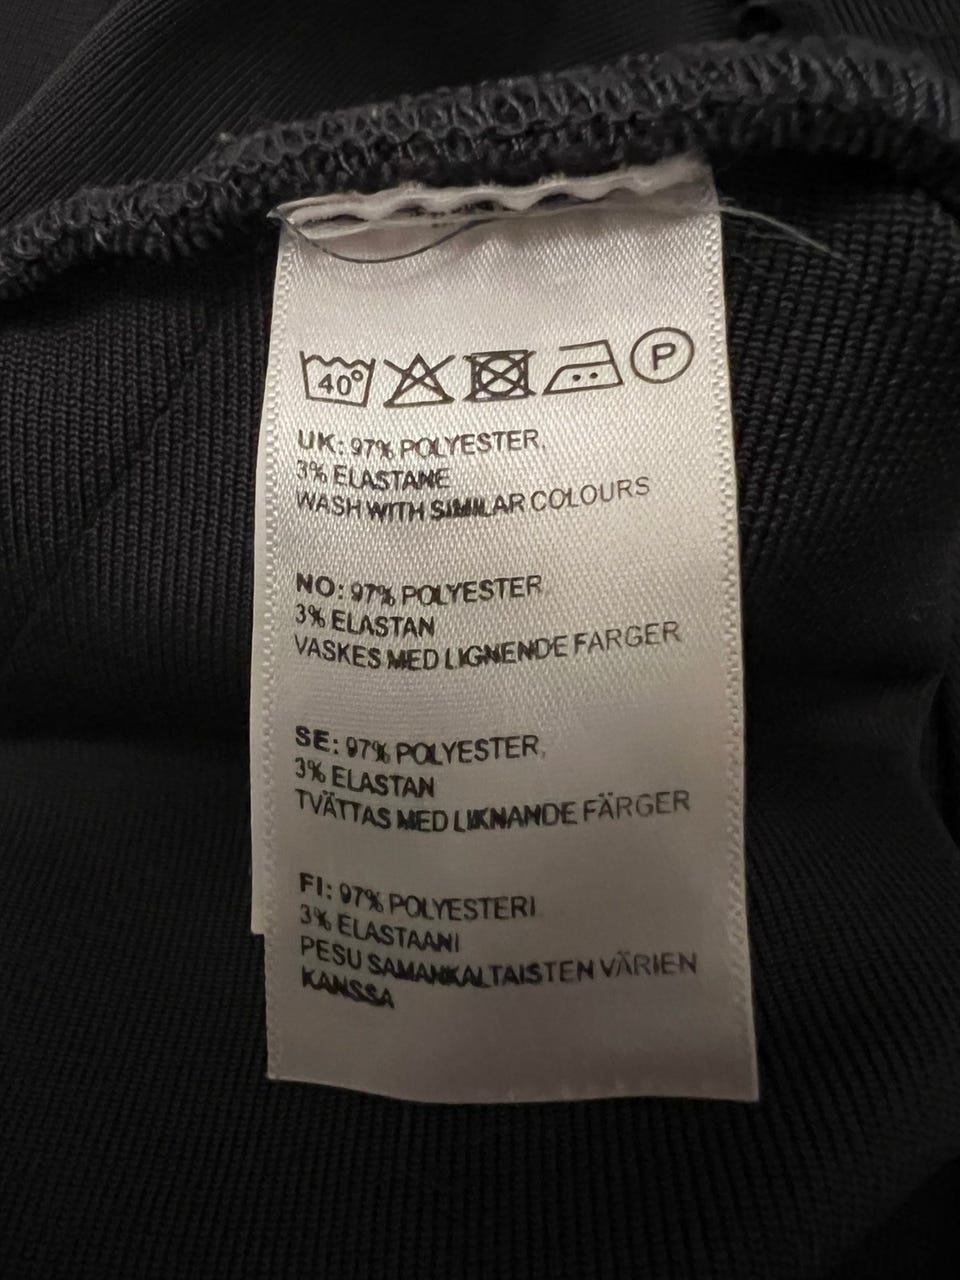 40°
P
UK: 97% POLYESTER,
3% ELASTANE
WASH WITH SIMILAR COLOURS
NO: 97% POLYESTER
3% ELASTAN
VASKES MED LIGNENDE FARGER
SE: 97% POLYESTER,
3% ELASTAN
TVÄTTAS MED LIKNANDE FÄRGER
FI: 97% POLYESTERI
3% ELASTAANI
PESU SAMANKALTAISTEN VÄRIEN
KANSSA